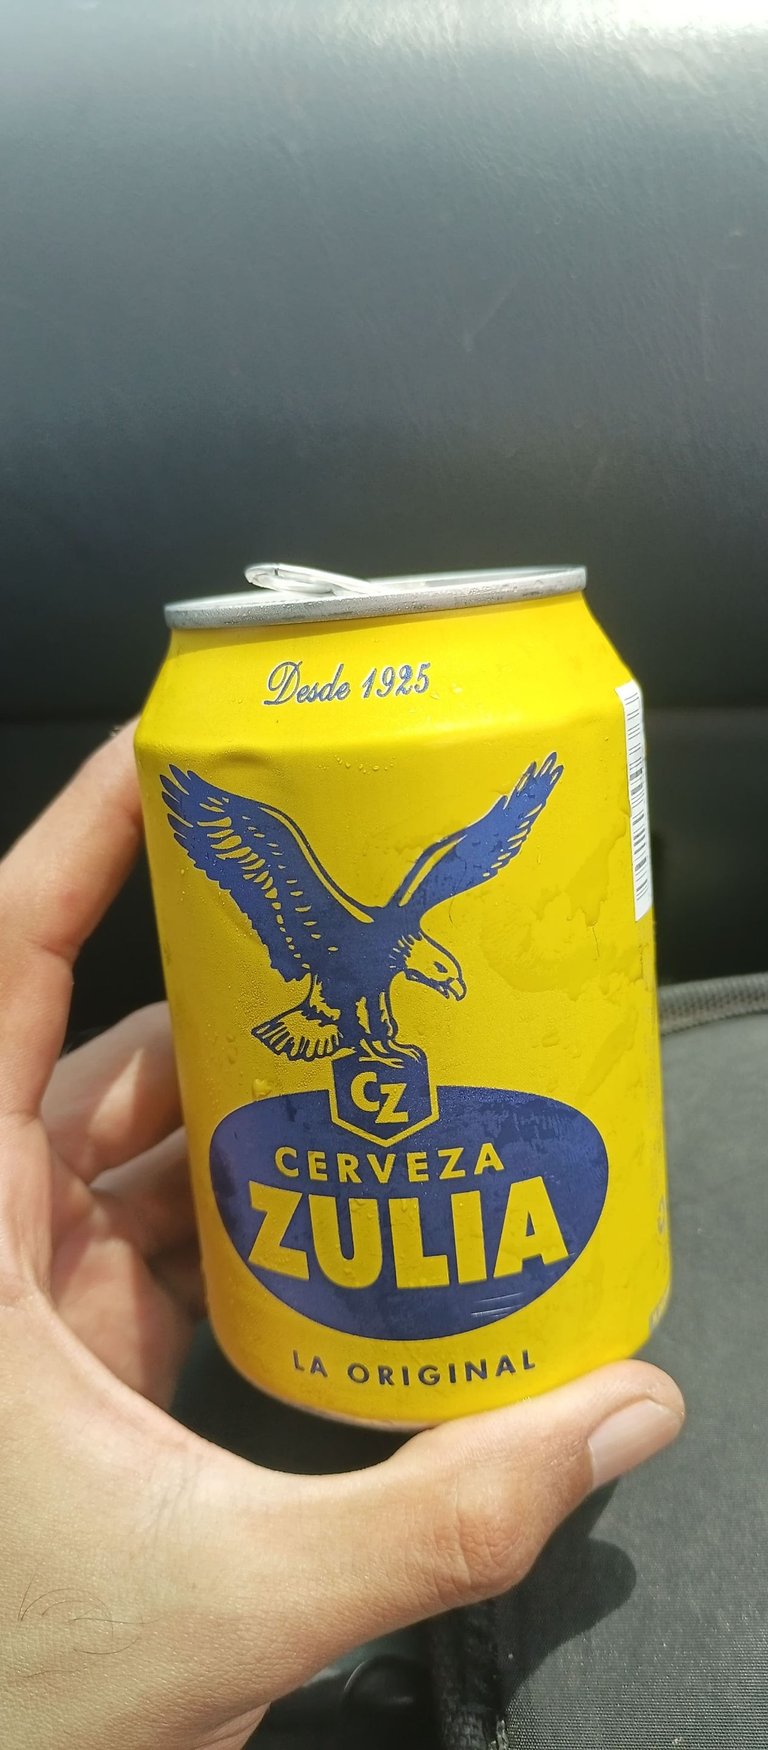 Desde 1925
CZ
CERVEZA
ZULIA
LA ORIGINAL